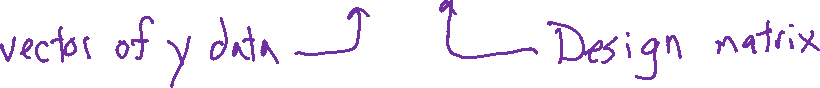 vector of y data Design matrix